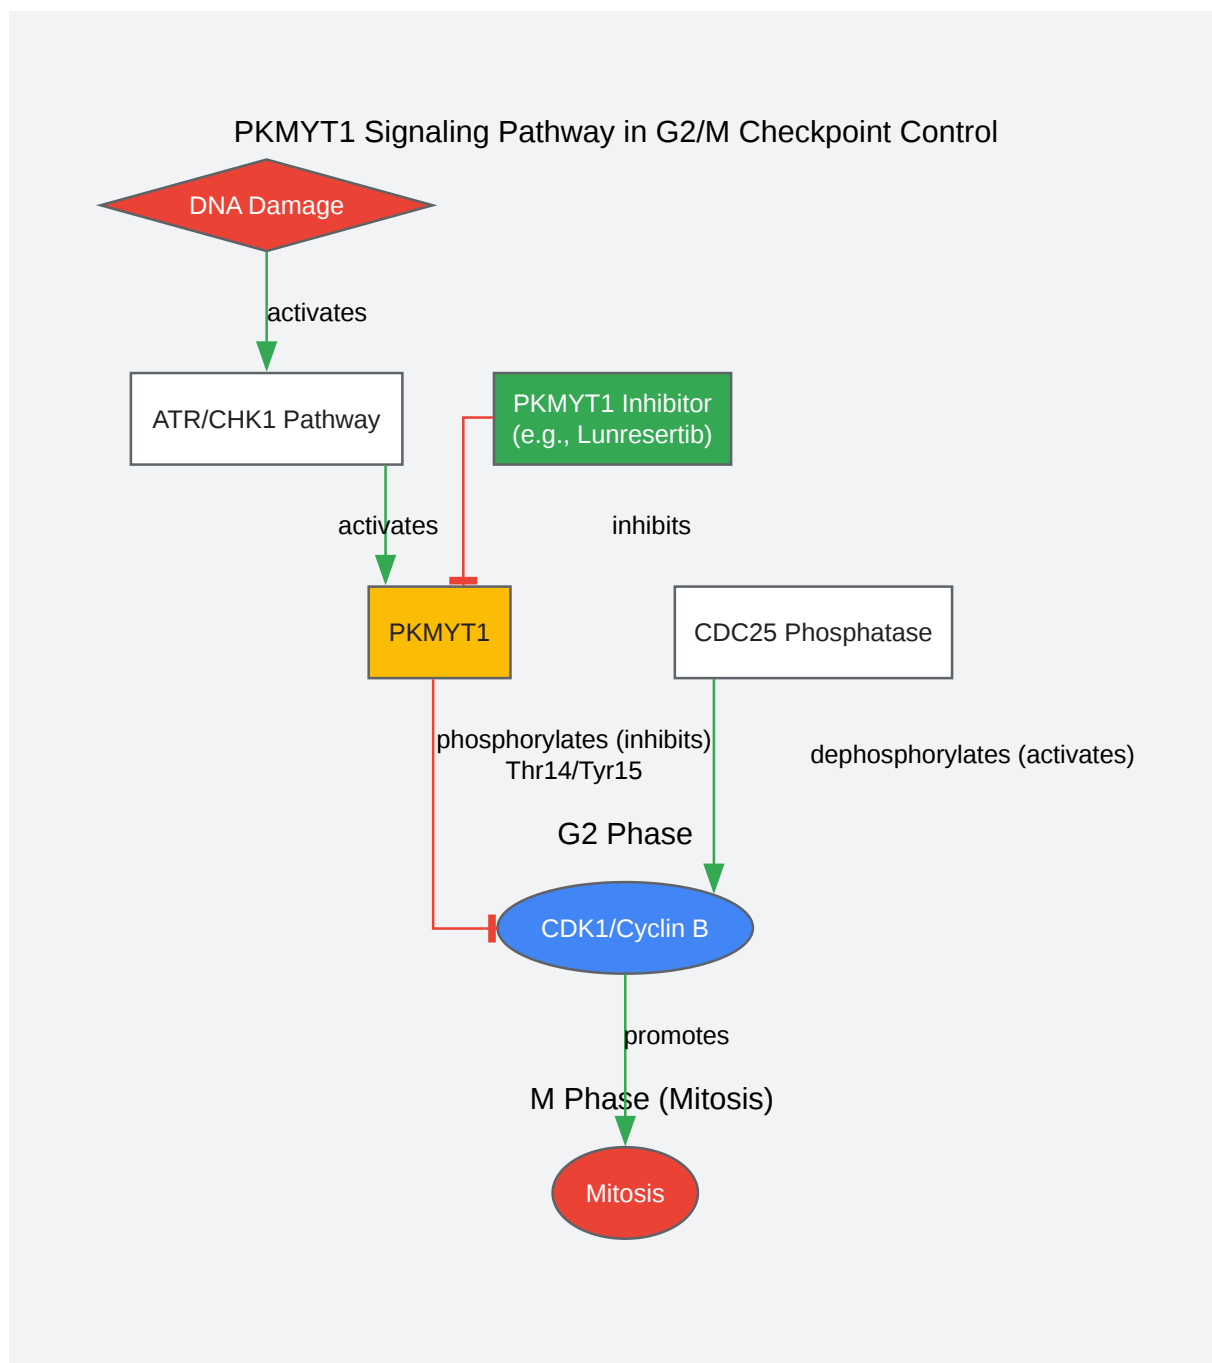 PKMYT1 Signaling Pathway in G2/M Checkpoint Control
DNA Damage
activates
ATR/CHK1 Pathway
PKMYT1 Inhibitor
(e.g., Lunresertib)
activates
inhibits
PKMYT1
CDC25 Phosphatase
phosphorylates (inhibits)
Thr14/Tyr15
dephosphorylates (activates)
G2 Phase
CDK1/Cyclin B
promotes
M Phase (Mitosis)
Mitosis